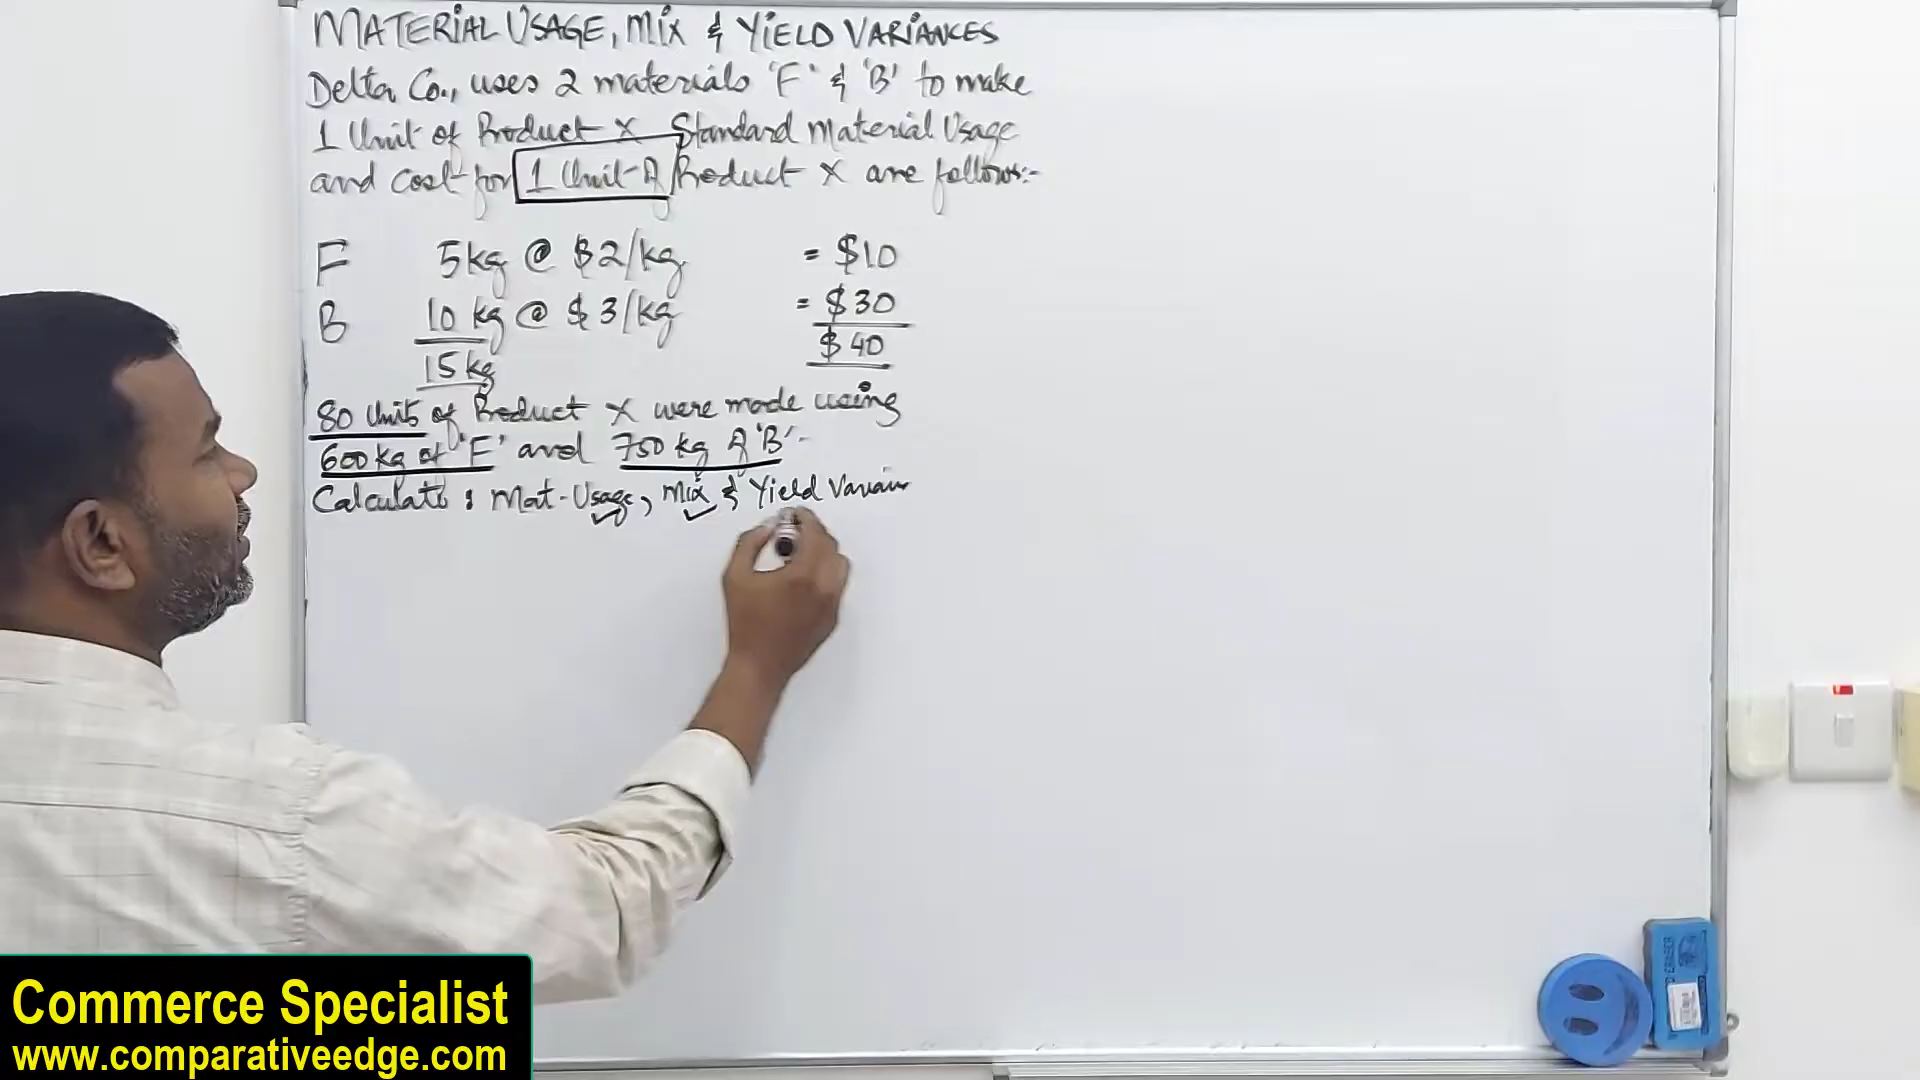 MATERIAL USAGE, MIX & YIELD VARIANCES
Delta Co., uses 2 materials 'F' & 'B' to make
1 Unit of Product X Standard Material Usage
and cost for 1 Unit of Product X are follows:-
F 5kg @ $2/kg = $10
B 10 kg @ $3/kg = $30
15 kg $40
80 Units of Product X were made using
600 kg of 'F' and 750 kg of 'B'.
Calculate : Mat-Usage, Mix & Yield
Commerce Specialist
www.comparativeedge.com
ERASER